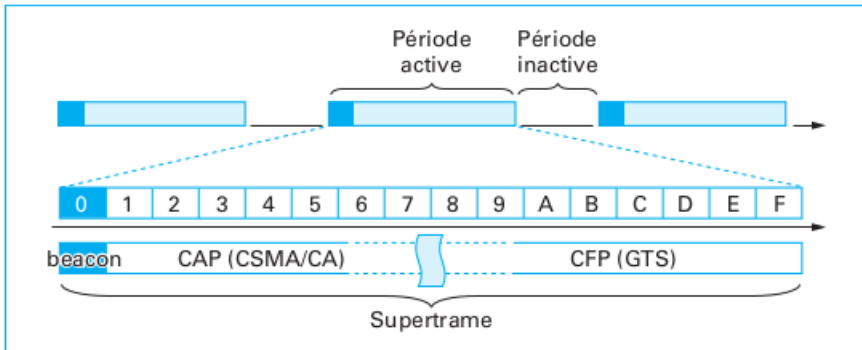 Période
active
Période
inactive
0 1 2 3 4 5 6 7 8 9 A B C D E F
beacon CAP (CSMA/CA) CFP (GTS)
Supertrame